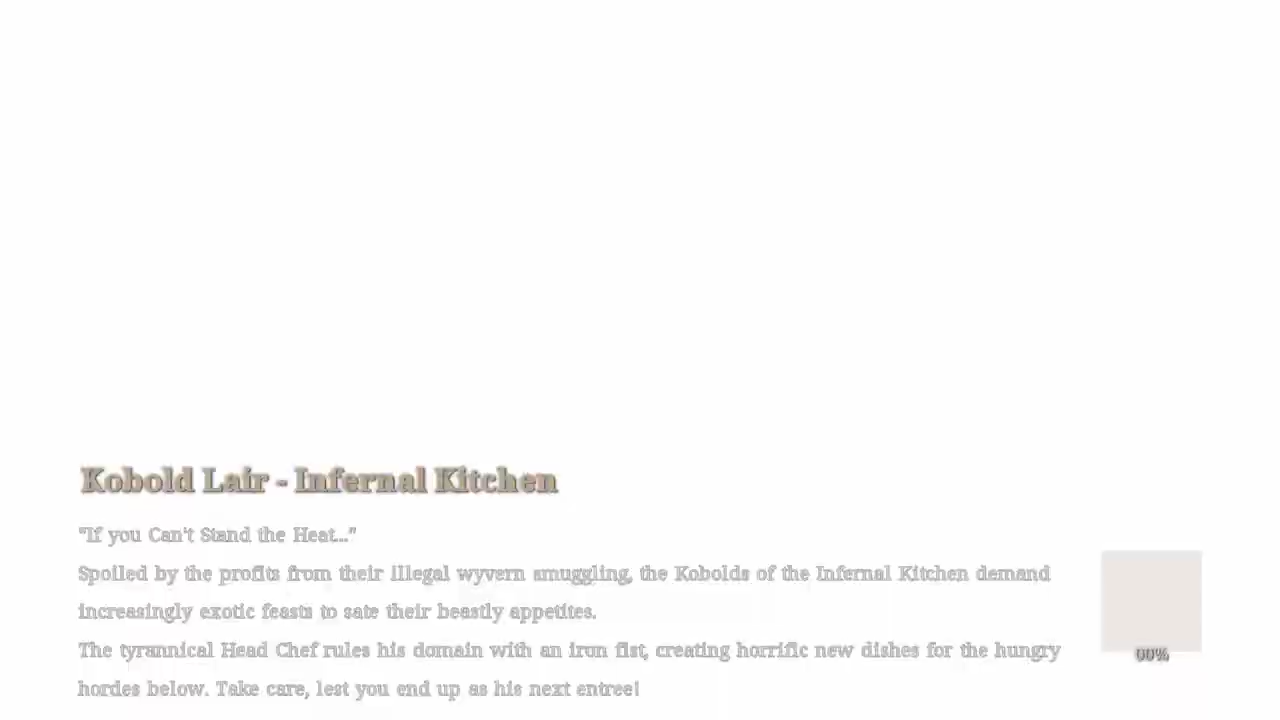 Kobold Lair - Infernal Kitchen
"If you Can't Stand the Heat..."
Spoiled by the profits from their illegal wyvern smuggling, the Kobolds of the Infernal Kitchen demand
increasingly exotic feasts to sate their beastly appetites.
The tyrannical Head Chef rules his domain with an iron fist, creating horrific new dishes for the hungry
hordes below. Take care, lest you end up as his next entree!
00%